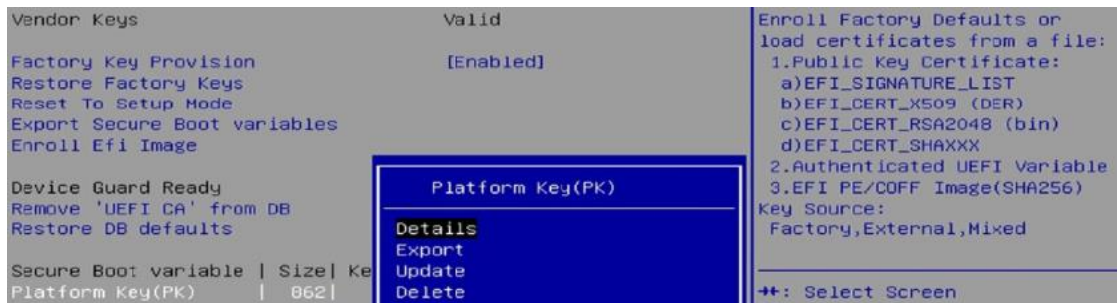 Vendor Keys Valid
Factory Key Provision [Enabled]
Restore Factory Keys
Reset To Setup Mode
Export Secure Boot variables
Enroll Efi Image
Device Guard Ready
Remove 'UEFI CA' from DB
Restore DB defaults
Secure Boot variable | Size| Ke
Platform Key(PK) | 862|
Platform Key(PK)
Details
Export
Update
Delete
Enroll Factory Defaults or
load certificates from a file:
1.Public Key Certificate:
a)EFI_SIGNATURE_LIST
b)EFI_CERT_X509 (DER)
c)EFI_CERT_RSA2048 (bin)
d)EFI_CERT_SHAXXX
2.Authenticated UEFI Variable
3.EFI PE/COFF Image(SHA256)
Key Source:
Factory,External,Mixed
→←: Select Screen